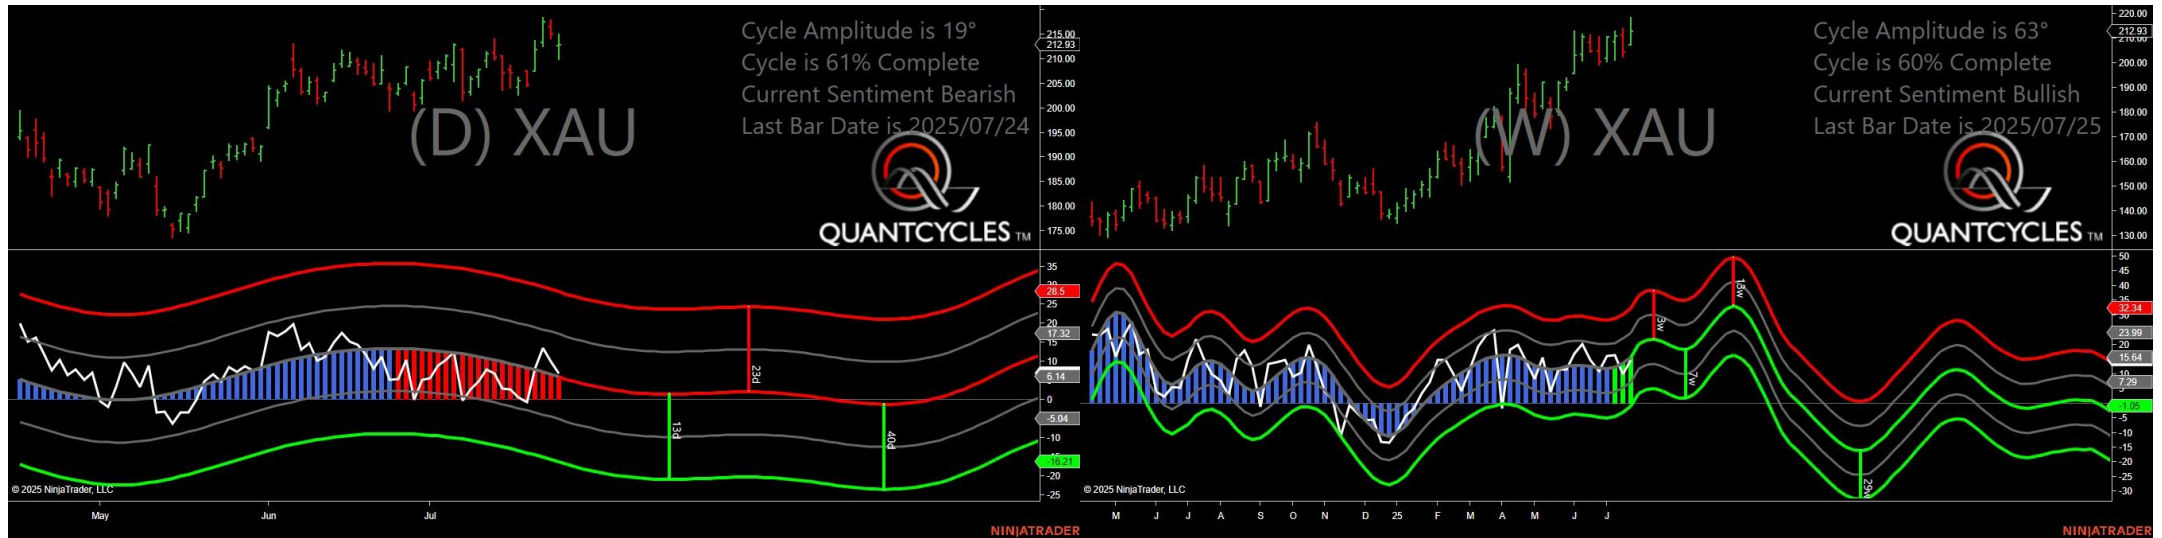 Cycle Amplitude is 19°
Cycle is 61% Complete
Current Sentiment Bearish
Last Bar Date is 2025/07/24
(D) XAU
QUANTCYCLES TM
215.00
212.93
210.00
205.00
200.00
195.00
190.00
185.00
180.00
175.00
35
28.5
25
20
17.32
15
10
6.14
0
-5.04
-10
-16.21
-20
-25
23d
13d
40d
© 2025 NinjaTrader, LLC
May Jun Jul
NINJATRADER
Cycle Amplitude is 63°
Cycle is 60% Complete
Current Sentiment Bullish
Last Bar Date is 2025/07/25
(W) XAU
QUANTCYCLES TM
220.00
212.93
200.00
190.00
180.00
170.00
160.00
150.00
140.00
130.00
50
45
40
35
32.34
30
23.99
20
15.64
10
7.29
-1.05
-5
-10
-15
-20
-25
-30
7w
29w
© 2025 NinjaTrader, LLC
M J J A S O N D 25 F M A M J J
NINJATRADER